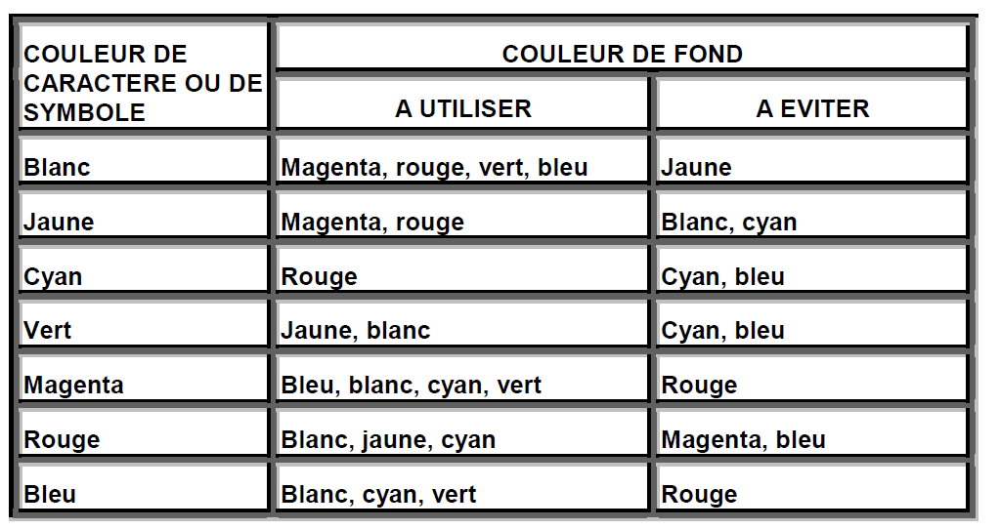 COULEUR DE
CARACTERE OU DE
SYMBOLE
COULEUR DE FOND
A UTILISER
A EVITER
Blanc
Magenta, rouge, vert, bleu
Jaune
Jaune
Magenta, rouge
Blanc, cyan
Cyan
Rouge
Cyan, bleu
Vert
Jaune, blanc
Cyan, bleu
Magenta
Bleu, blanc, cyan, vert
Rouge
Rouge
Blanc, jaune, cyan
Magenta, bleu
Bleu
Blanc, cyan, vert
Rouge